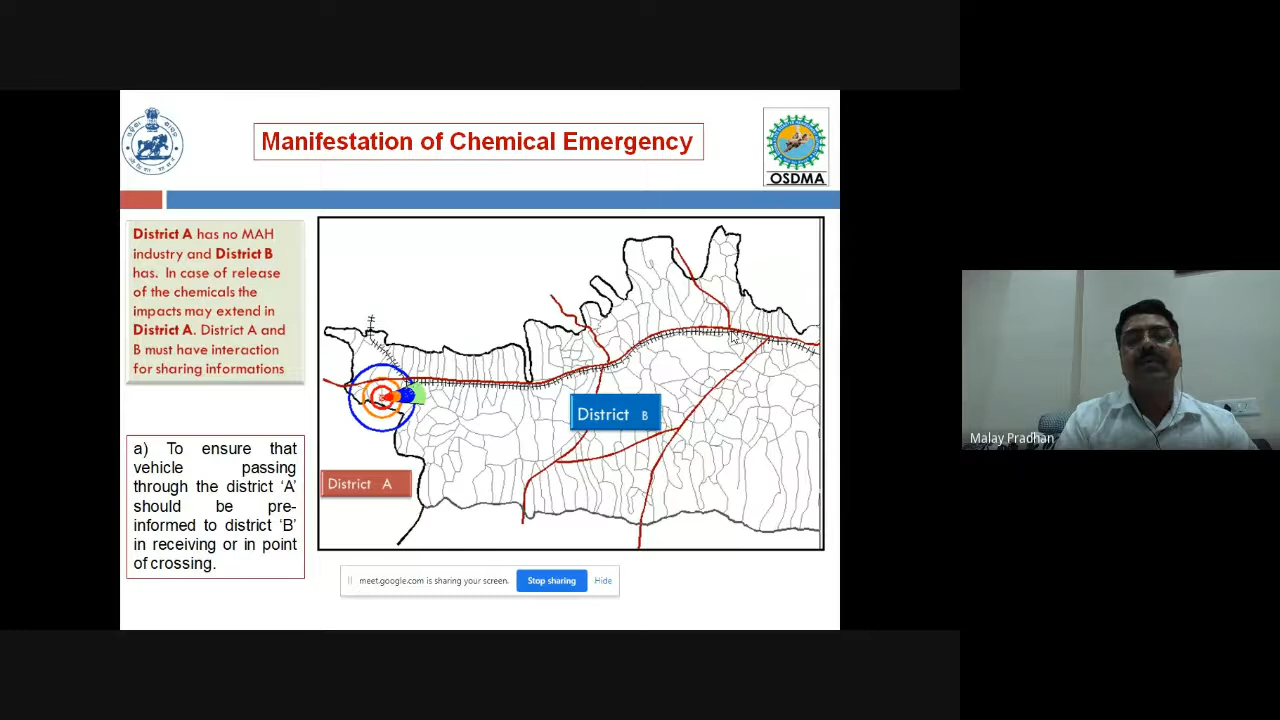 Manifestation of Chemical Emergency
OSDMA
District A has no MAH
industry and District B
has. In case of release
of the chemicals the
impacts may extend in
District A. District A and
B must have interaction
for sharing informations
a) To ensure that
vehicle passing
through the district ‘A’
should be pre-
informed to district ‘B’
in receiving or in point
of crossing.
District B
District A
meet.google.com is sharing your screen. Stop sharing Hide
Malay Pradhan